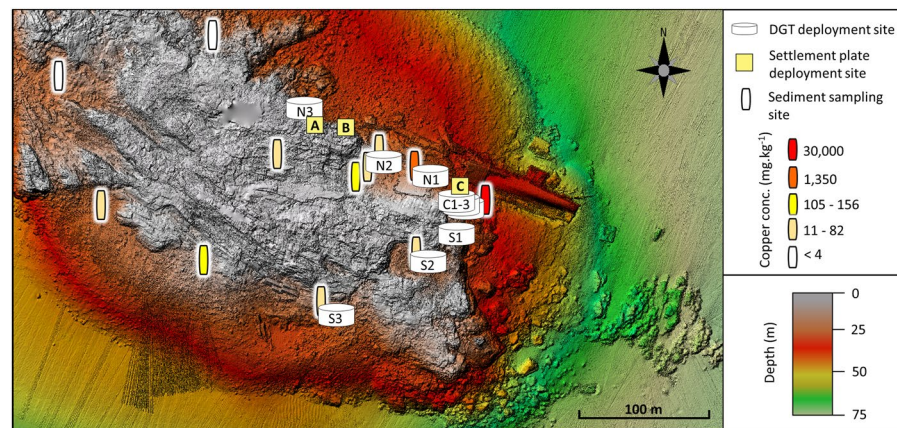 N
N3
A
B
N2
N1
C
C1-3
S1
S2
S3
100 m
DGT deployment site
Settlement plate
deployment site
Sediment sampling
site
Copper conc. (mg.kg⁻¹)
30,000
1,350
105 - 156
11 - 82
< 4
Depth (m)
0
25
50
75